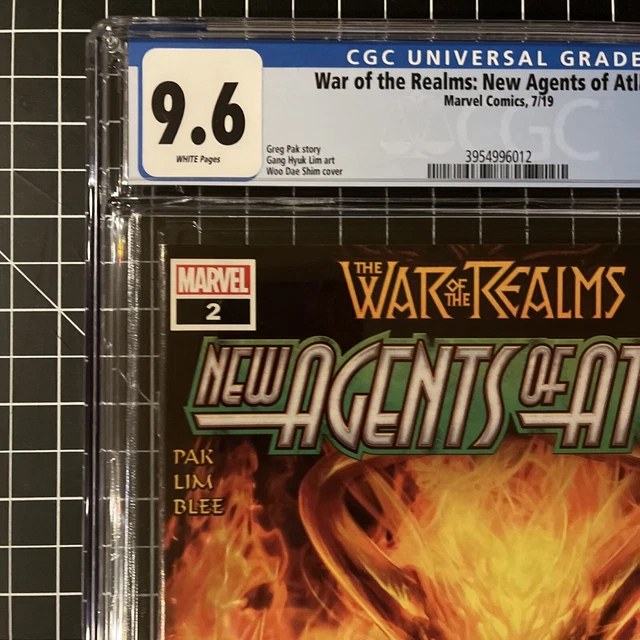 CGC UNIVERSAL GRADE
9.6
WHITE Pages
War of the Realms: New Agents of Atla
Marvel Comics, 7/19
Greg Pak story
Gang Hyuk Lim art
Woo Dae Shim cover
CGC
3954996012
MARVEL
2
THE WAR OF THE REALMS
NEW AGENTS OF AT
PAK
LIM
BLEE